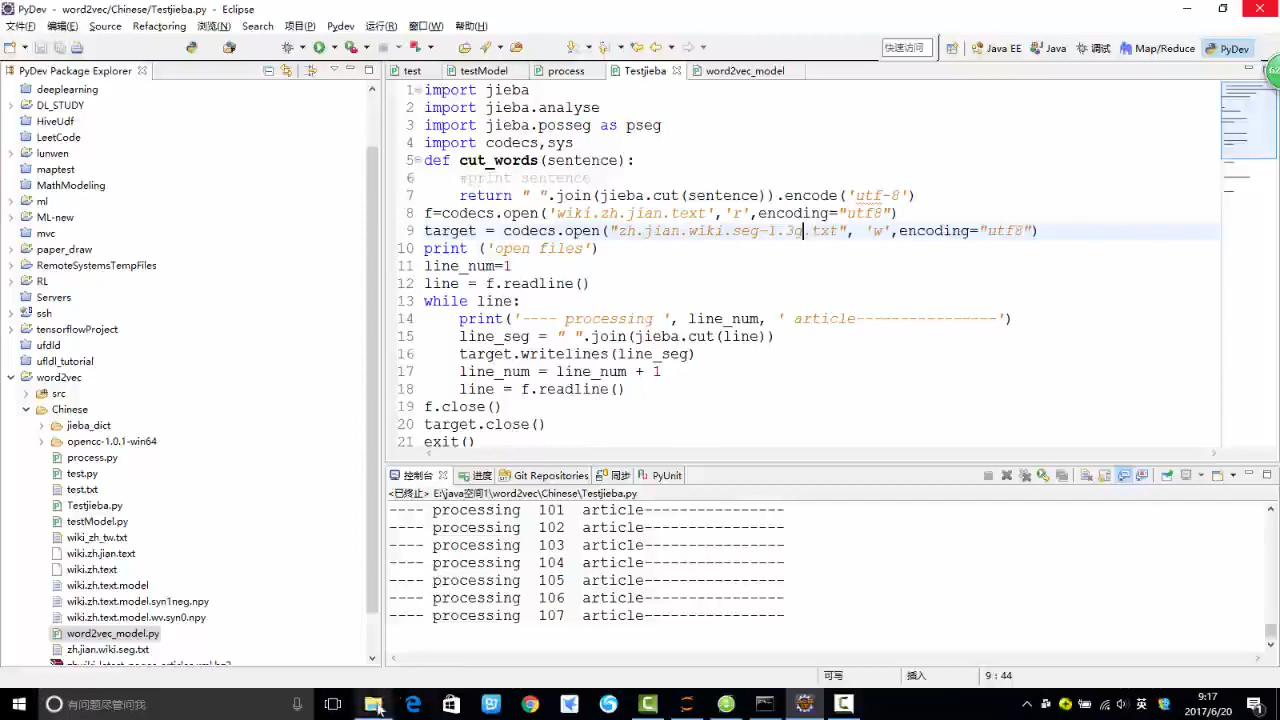 PyDev - word2vec/Chinese/Testjieba.py - Eclipse
文件(F) 编辑(E) Source Refactoring 浏览(N) Search 项目(P) Pydev 运行(R) 窗口(W) 帮助(H)
快速访问 Java EE Java 调试 Map/Reduce PyDev
PyDev Package Explorer
deeplearning
DL_STUDY
HiveUdf
LeetCode
lunwen
maptest
MathModeling
ml
ML-new
mvc
paper_draw
RemoteSystemsTempFiles
RL
Servers
ssh
tensorflowProject
ufldl
ufldl_tutorial
word2vec
src
Chinese
jieba_dict
opencc-1.0.1-win64
process.py
test.py
test.txt
Testjieba.py
testModel.py
wiki_zh_tw.txt
wiki.zh.jian.text
wiki.zh.text
wiki.zh.text.model
wiki.zh.text.model.syn1neg.npy
wiki.zh.text.model.wv.syn0.npy
word2vec_model.py
zh.jian.wiki.seg.txt
test testModel process Testjieba word2vec_model
1 import jieba
2 import jieba.analyse
3 import jieba.posseg as pseg
4 import codecs,sys
5 def cut_words(sentence):
6 #print sentence
7 return " ".join(jieba.cut(sentence)).encode('utf-8')
8 f=codecs.open('wiki.zh.jian.text','r',encoding="utf8")
9 target = codecs.open("zh.jian.wiki.seg-1.3g.txt", 'w',encoding="utf8")
10 print ('open files')
11 line_num=1
12 line = f.readline()
13 while line:
14 print('---- processing ', line_num, ' article----------------')
15 line_seg = " ".join(jieba.cut(line))
16 target.writelines(line_seg)
17 line_num = line_num + 1
18 line = f.readline()
19 f.close()
20 target.close()
21 exit()
控制台 进度 Git Repositories 同步 PyUnit
<已终止> E:\java空间1\word2vec\Chinese\Testjieba.py
---- processing 101 article----------------
---- processing 102 article----------------
---- processing 103 article----------------
---- processing 104 article----------------
---- processing 105 article----------------
---- processing 106 article----------------
---- processing 107 article----------------
可写 插入 9 : 44
有问题尽管问我
英
9:17
2017/6/20